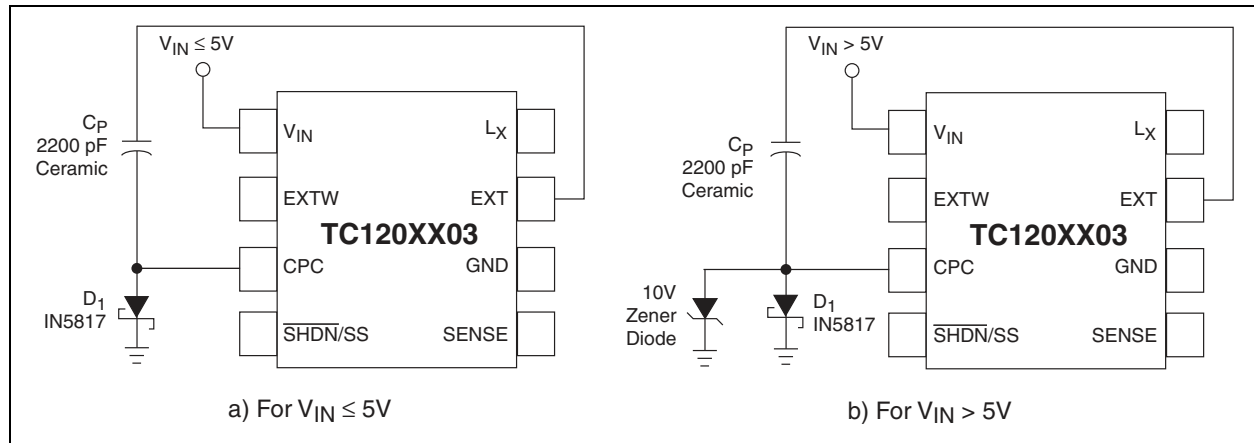 V_IN ≤ 5V
C_P
2200 pF
Ceramic
V_IN
L_X
EXTW
EXT
TC120XX03
CPC
GND
D_1
IN5817
S̅H̅D̅N̅/SS
SENSE
a) For V_IN ≤ 5V
V_IN > 5V
C_P
2200 pF
Ceramic
V_IN
L_X
EXTW
EXT
TC120XX03
CPC
GND
10V
Zener
Diode
D_1
IN5817
S̅H̅D̅N̅/SS
SENSE
b) For V_IN > 5V